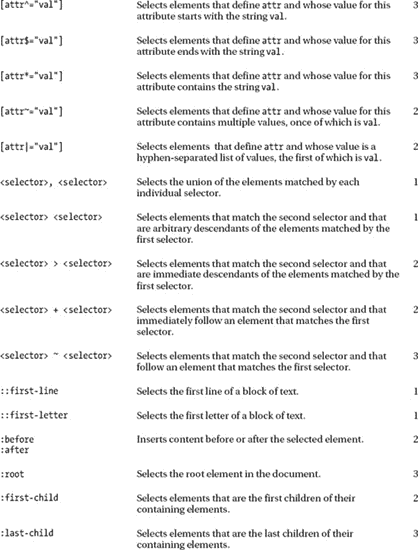 [attr^="val"] Selects elements that define attr and whose value for this 3
attribute starts with the string val.
[attr$="val"] Selects elements that define attr and whose value for this 3
attribute ends with the string val.
[attr*="val"] Selects elements that define attr and whose value for this 3
attribute contains the string val.
[attr~="val"] Selects elements that define attr and whose value for this 2
attribute contains multiple values, once of which is val.
[attr|="val"] Selects elements that define attr and whose value is a 2
hyphen-separated list of values, the first of which is val.
<selector>, <selector> Selects the union of the elements matched by each 1
individual selector.
<selector> <selector> Selects elements that match the second selector and that 1
are arbitrary descendants of the elements matched by the
first selector.
<selector> > <selector> Selects elements that match the second selector and that 2
are immediate descendants of the elements matched by the
first selector.
<selector> + <selector> Selects elements that match the second selector and that 2
immediately follow an element that matches the first
selector.
<selector> ~ <selector> Selects elements that match the second selector and that 3
follow an element that matches the first selector.
::first-line Selects the first line of a block of text. 1
::first-letter Selects the first letter of a block of text. 1
:before Inserts content before or after the selected element. 2
:after
:root Selects the root element in the document. 3
:first-child Selects elements that are the first children of their 2
containing elements.
:last-child Selects elements that are the last children of their 3
containing elements.